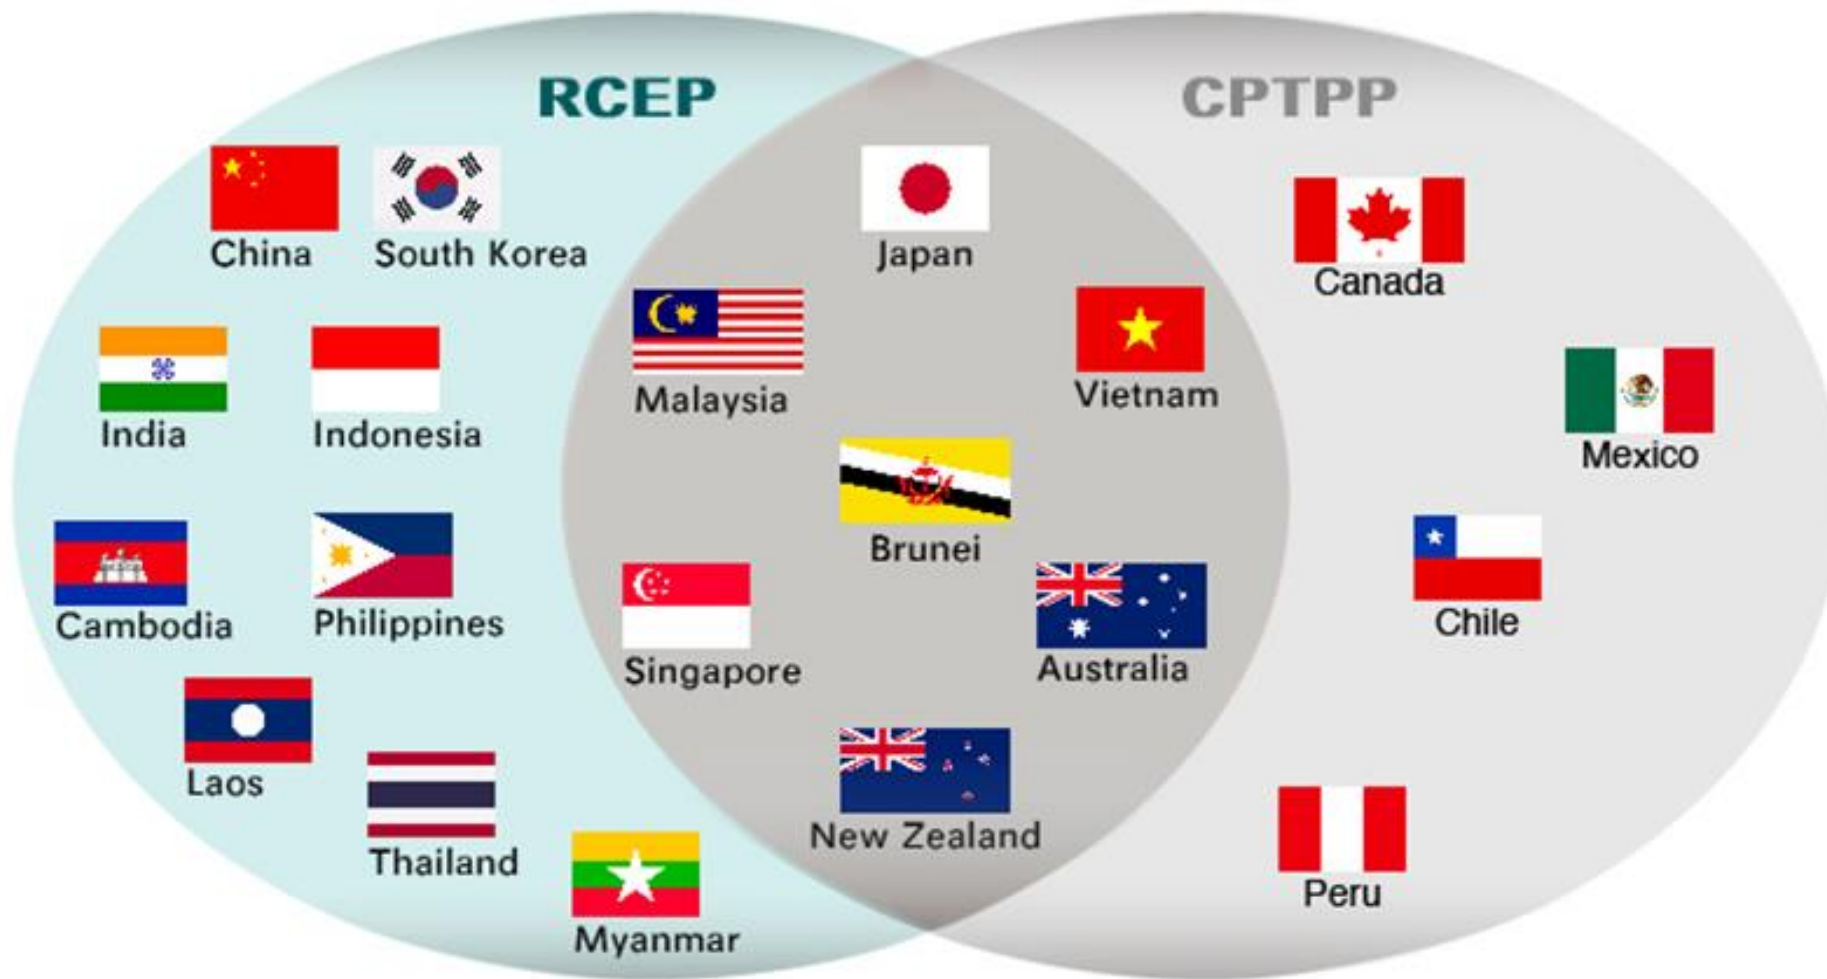 RCEP
CPTPP
China
South Korea
Japan
Canada
India
Indonesia
Malaysia
Vietnam
Mexico
Brunei
Cambodia
Philippines
Singapore
Australia
Chile
Laos
Thailand
New Zealand
Peru
Myanmar